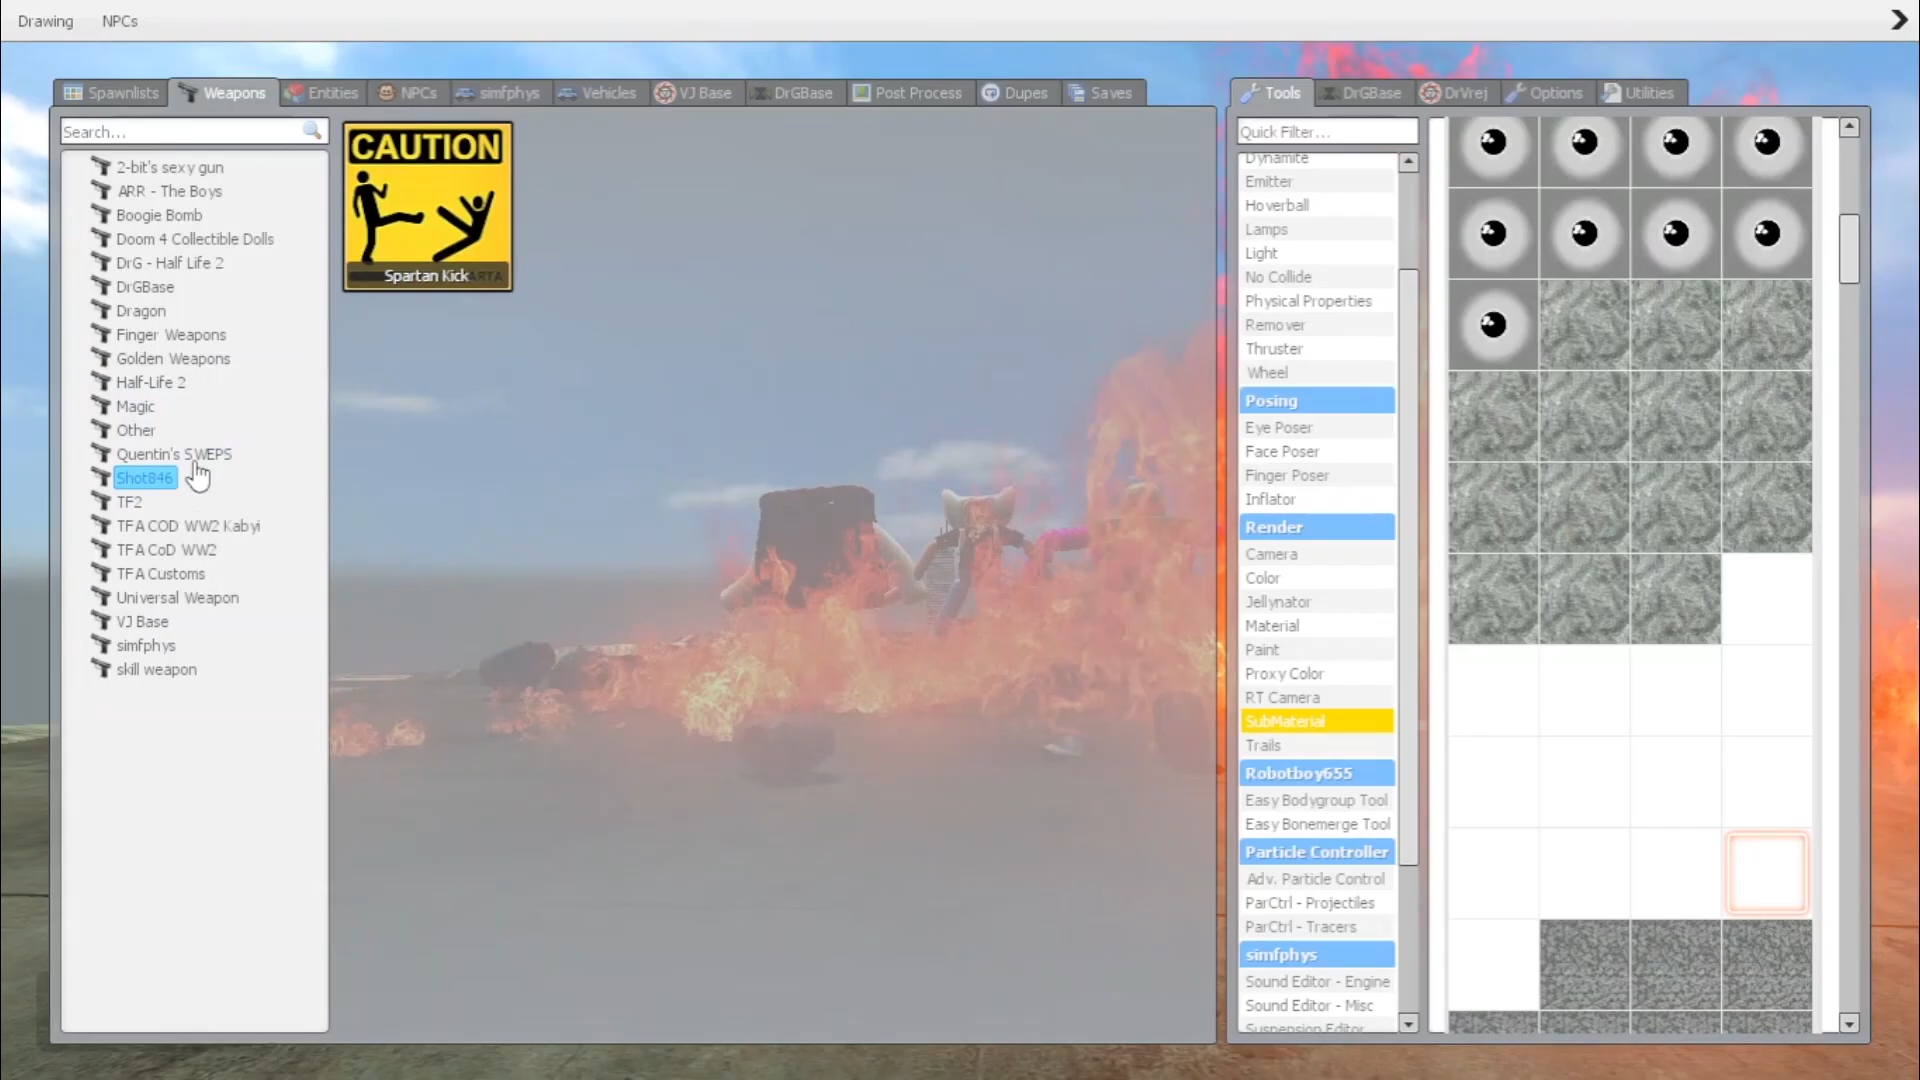 Drawing NPCs
Spawnlists Weapons Entities NPCs simfphys Vehicles VJ Base DrGBase Post Process Dupes Saves
Search...
2-bit's sexy gun
ARR - The Boys
Boogie Bomb
Doom 4 Collectible Dolls
DrG - Half Life 2
DrGBase
Dragon
Finger Weapons
Golden Weapons
Half-Life 2
Magic
Other
Quentin's SWEPS
Shot846
TF2
TFA COD WW2 Kabyi
TFA CoD WW2
TFA Customs
Universal Weapon
VJ Base
simfphys
skill weapon
CAUTION
Spartan Kick
Tools DrGBase DrVrej Options Utilities
Quick Filter...
Dynamite
Emitter
Hoverball
Lamps
Light
No Collide
Physical Properties
Remover
Thruster
Wheel
Posing
Eye Poser
Face Poser
Finger Poser
Inflator
Render
Camera
Color
Jellynator
Material
Paint
Proxy Color
RT Camera
SubMaterial
Trails
Robotboy655
Easy Bodygroup Tool
Easy Bonemerge Tool
Particle Controller
Adv. Particle Control
ParCtrl - Projectiles
ParCtrl - Tracers
simfphys
Sound Editor - Engine
Sound Editor - Misc
Suspension Editor